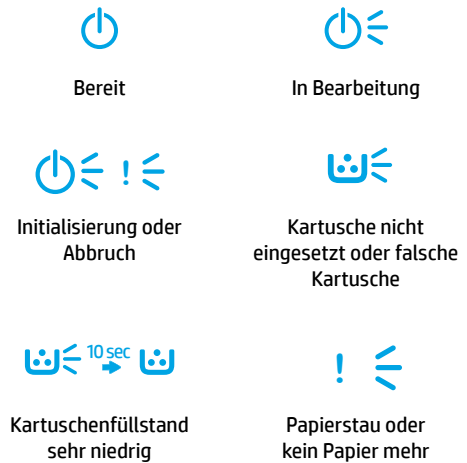 Bereit
In Bearbeitung
!
Initialisierung oder
Abbruch
Kartusche nicht
eingesetzt oder falsche
Kartusche
10 sec
Kartuschenfüllstand
sehr niedrig
!
Papierstau oder
kein Papier mehr